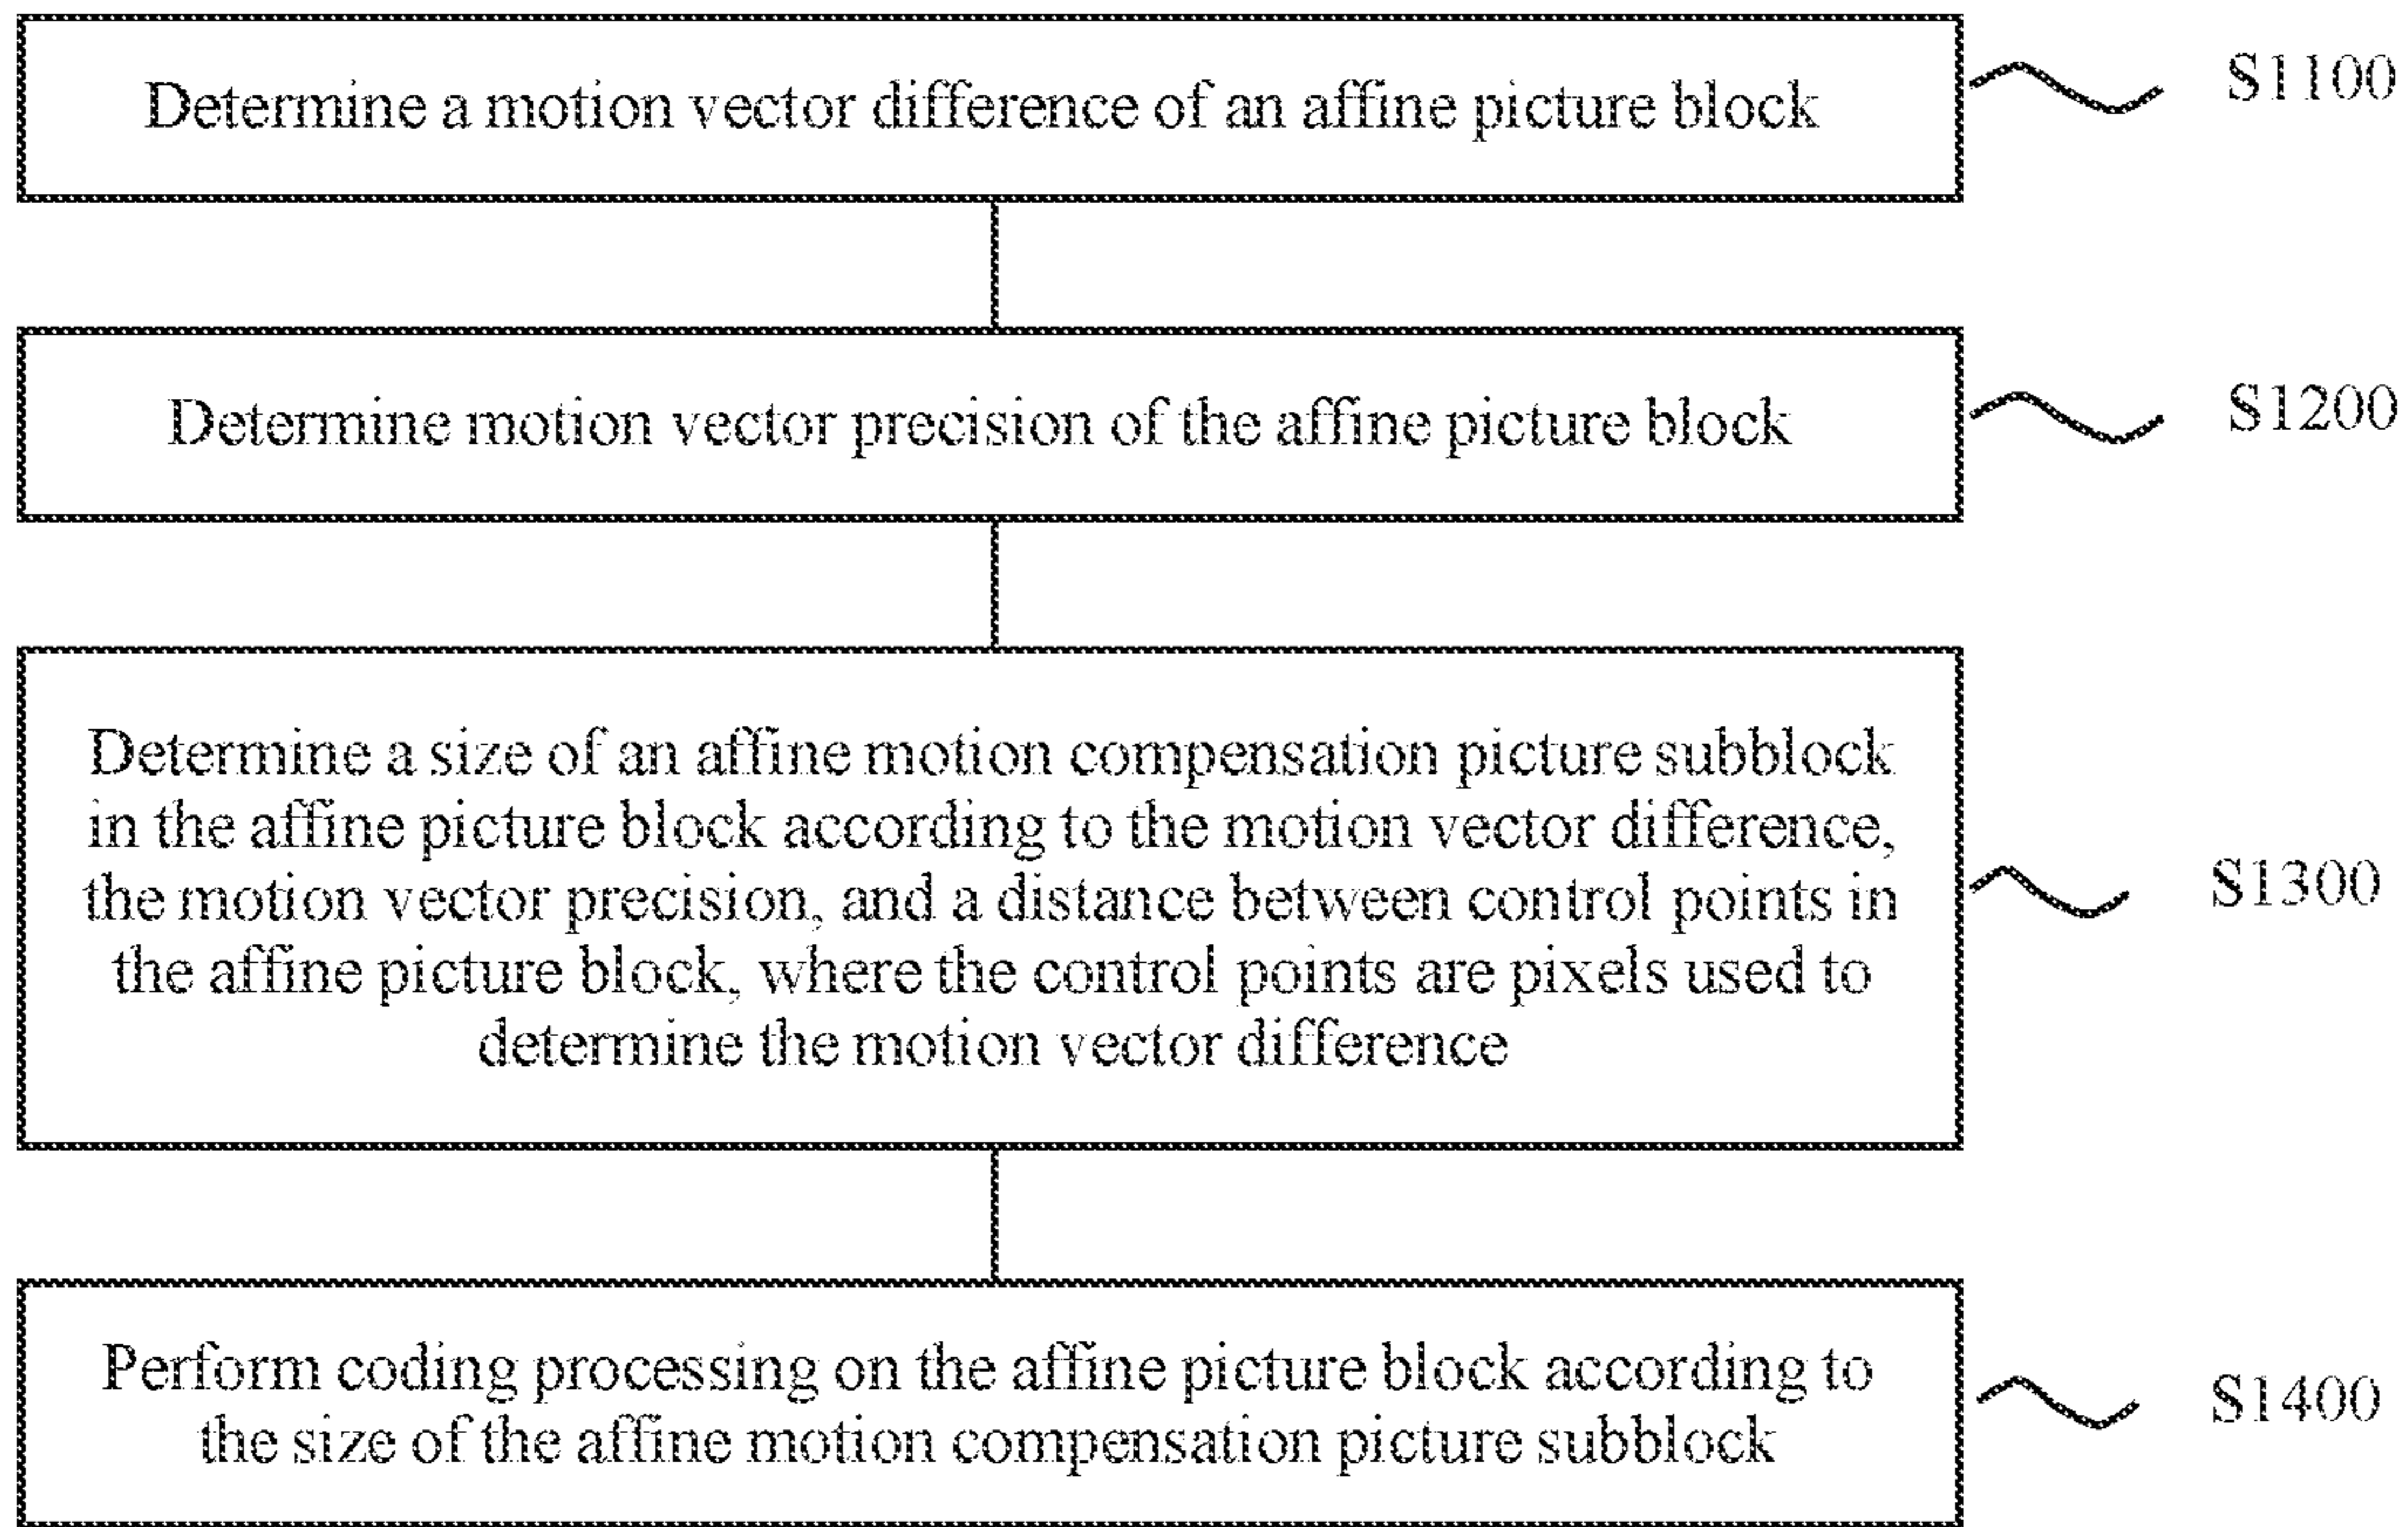 Determine a motion vector difference of an affine picture block
S1100
Determine motion vector precision of the affine picture block
S1200
Determine a size of an affine motion compensation picture subblock
in the affine picture block according to the motion vector difference,
the motion vector precision, and a distance between control points in
the affine picture block, where the control points are pixels used to
determine the motion vector difference
S1300
Perform coding processing on the affine picture block according to
the size of the affine motion compensation picture subblock
S1400